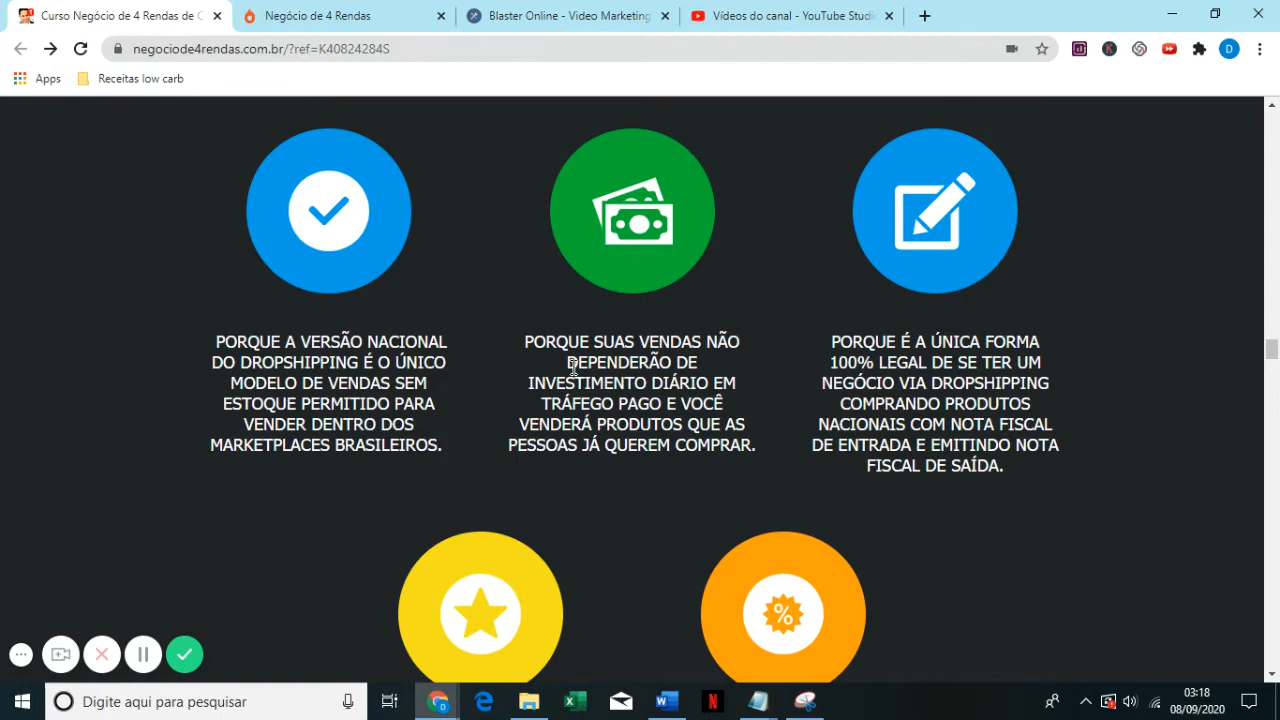 Curso Negócio de 4 Rendas de C
Negócio de 4 Rendas
Blaster Online - Video Marketing
Vídeos do canal - YouTube Studi
negociode4rendas.com.br/?ref=K40824284S
D
Apps
Receitas low carb
PORQUE A VERSÃO NACIONAL
DO DROPSHIPPING É O ÚNICO
MODELO DE VENDAS SEM
ESTOQUE PERMITIDO PARA
VENDER DENTRO DOS
MARKETPLACES BRASILEIROS.
PORQUE SUAS VENDAS NÃO
DEPENDERÃO DE
INVESTIMENTO DIÁRIO EM
TRÁFEGO PAGO E VOCÊ
VENDERÁ PRODUTOS QUE AS
PESSOAS JÁ QUEREM COMPRAR.
PORQUE É A ÚNICA FORMA
100% LEGAL DE SE TER UM
NEGÓCIO VIA DROPSHIPPING
COMPRANDO PRODUTOS
NACIONAIS COM NOTA FISCAL
DE ENTRADA E EMITINDO NOTA
FISCAL DE SAÍDA.
%
Digite aqui para pesquisar
03:18
08/09/2020